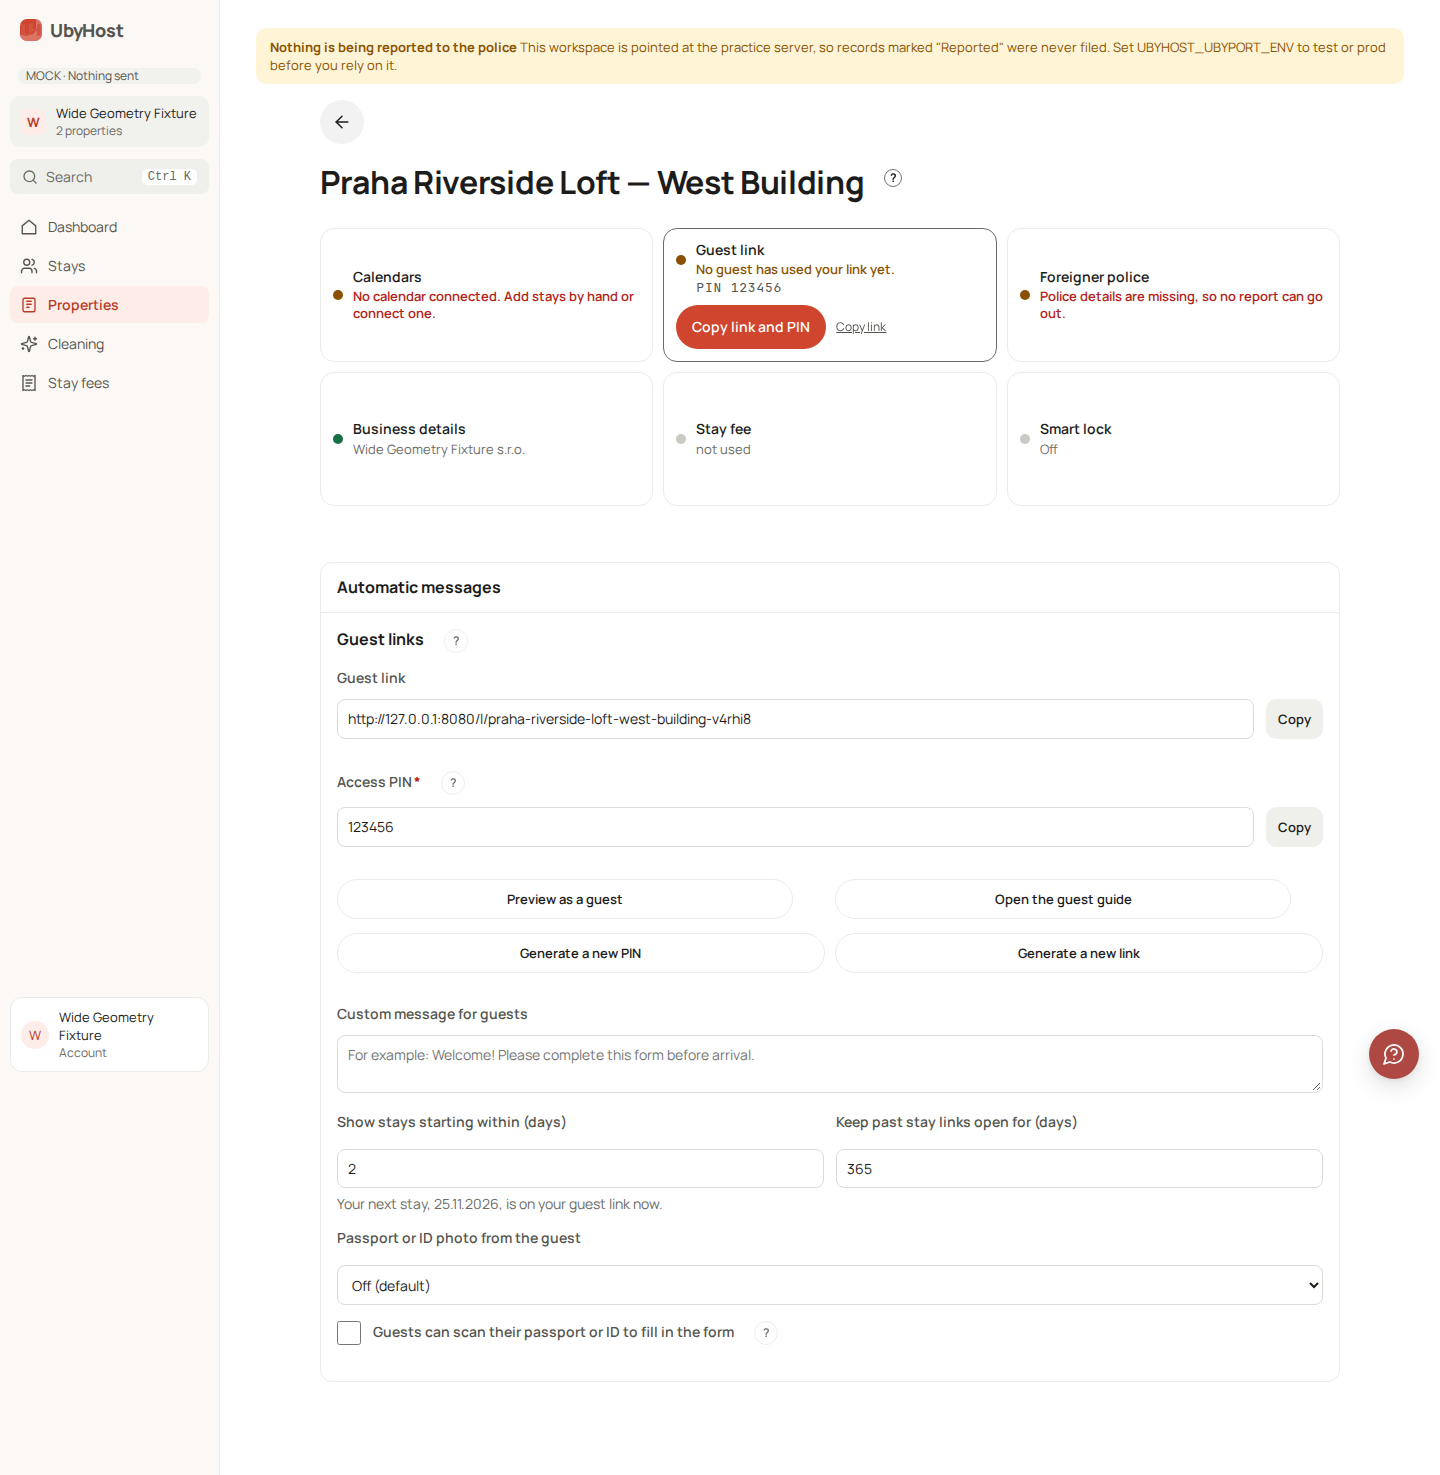 UbyHost
MOCK · Nothing sent
W
Wide Geometry Fixture
2 properties
Search
Ctrl K
Dashboard
Stays
Properties
Cleaning
Stay fees
W
Wide Geometry
Fixture
Account
Nothing is being reported to the police This workspace is pointed at the practice server, so records marked "Reported" were never filed. Set UBYHOST_UBYPORT_ENV to test or prod
before you rely on it.
Praha Riverside Loft — West Building
?
Calendars
No calendar connected. Add stays by hand or
connect one.
Guest link
No guest has used your link yet.
PIN 123456
Copy link and PIN
Copy link
Foreigner police
Police details are missing, so no report can go
out.
Business details
Wide Geometry Fixture s.r.o.
Stay fee
not used
Smart lock
Off
Automatic messages
Guest links
?
Guest link
http://127.0.0.1:8080/l/praha-riverside-loft-west-building-v4rhi8
Copy
Access PIN*
?
123456
Copy
Preview as a guest
Open the guest guide
Generate a new PIN
Generate a new link
Custom message for guests
For example: Welcome! Please complete this form before arrival.
Show stays starting within (days)
Keep past stay links open for (days)
2
365
Your next stay, 25.11.2026, is on your guest link now.
Passport or ID photo from the guest
Off (default)
Guests can scan their passport or ID to fill in the form
?